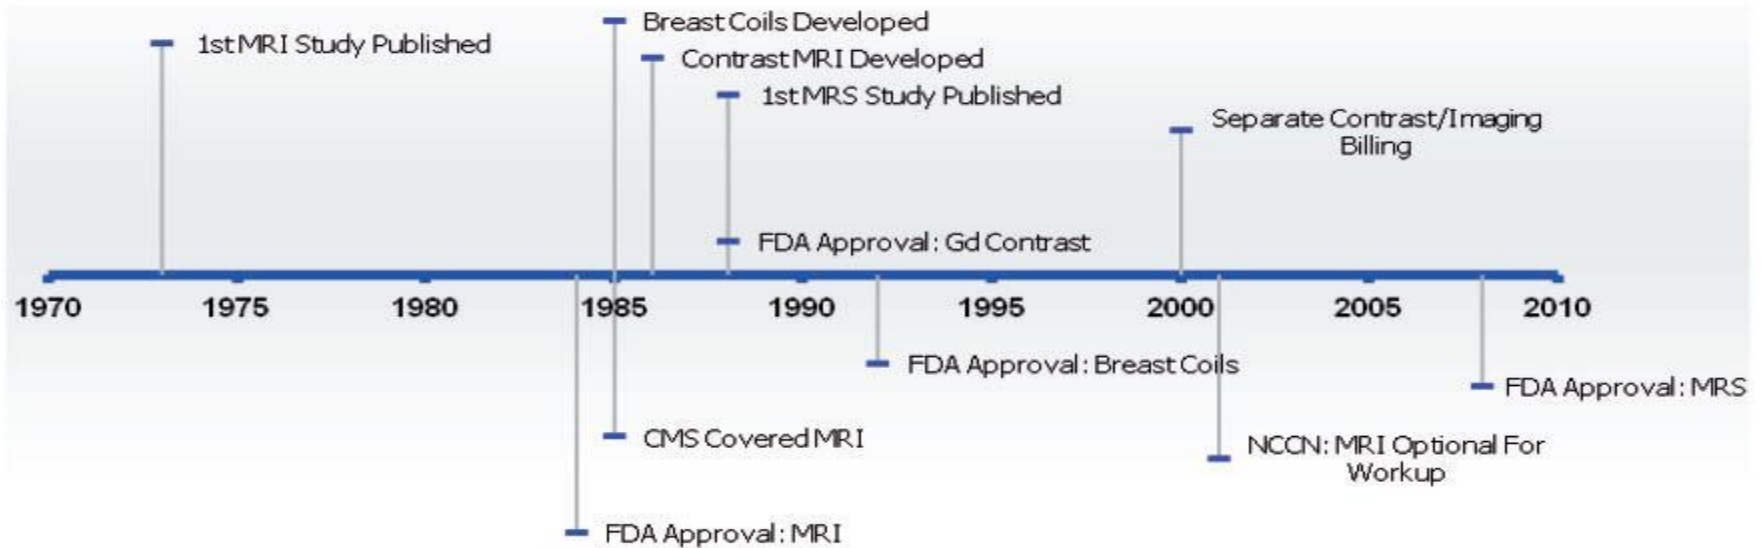 Breast Coils Developed
1st MRI Study Published
Contrast MRI Developed
1st MRS Study Published
Separate Contrast/Imaging
Billing
FDA Approval: Gd Contrast
1970 1975 1980 1985 1990 1995 2000 2005 2010
FDA Approval: Breast Coils
FDA Approval: MRS
CMS Covered MRI
NCCN: MRI Optional For
Workup
FDA Approval: MRI